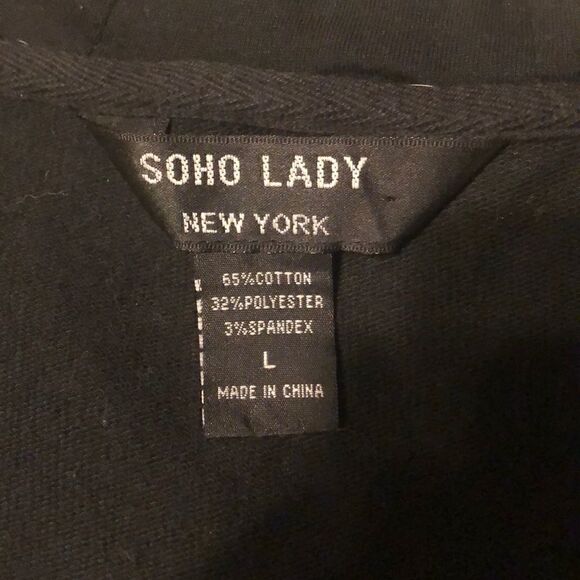 SOHO LADY
NEW YORK
65%COTTON
32%POLYESTER
3%SPANDEX
L
MADE IN CHINA